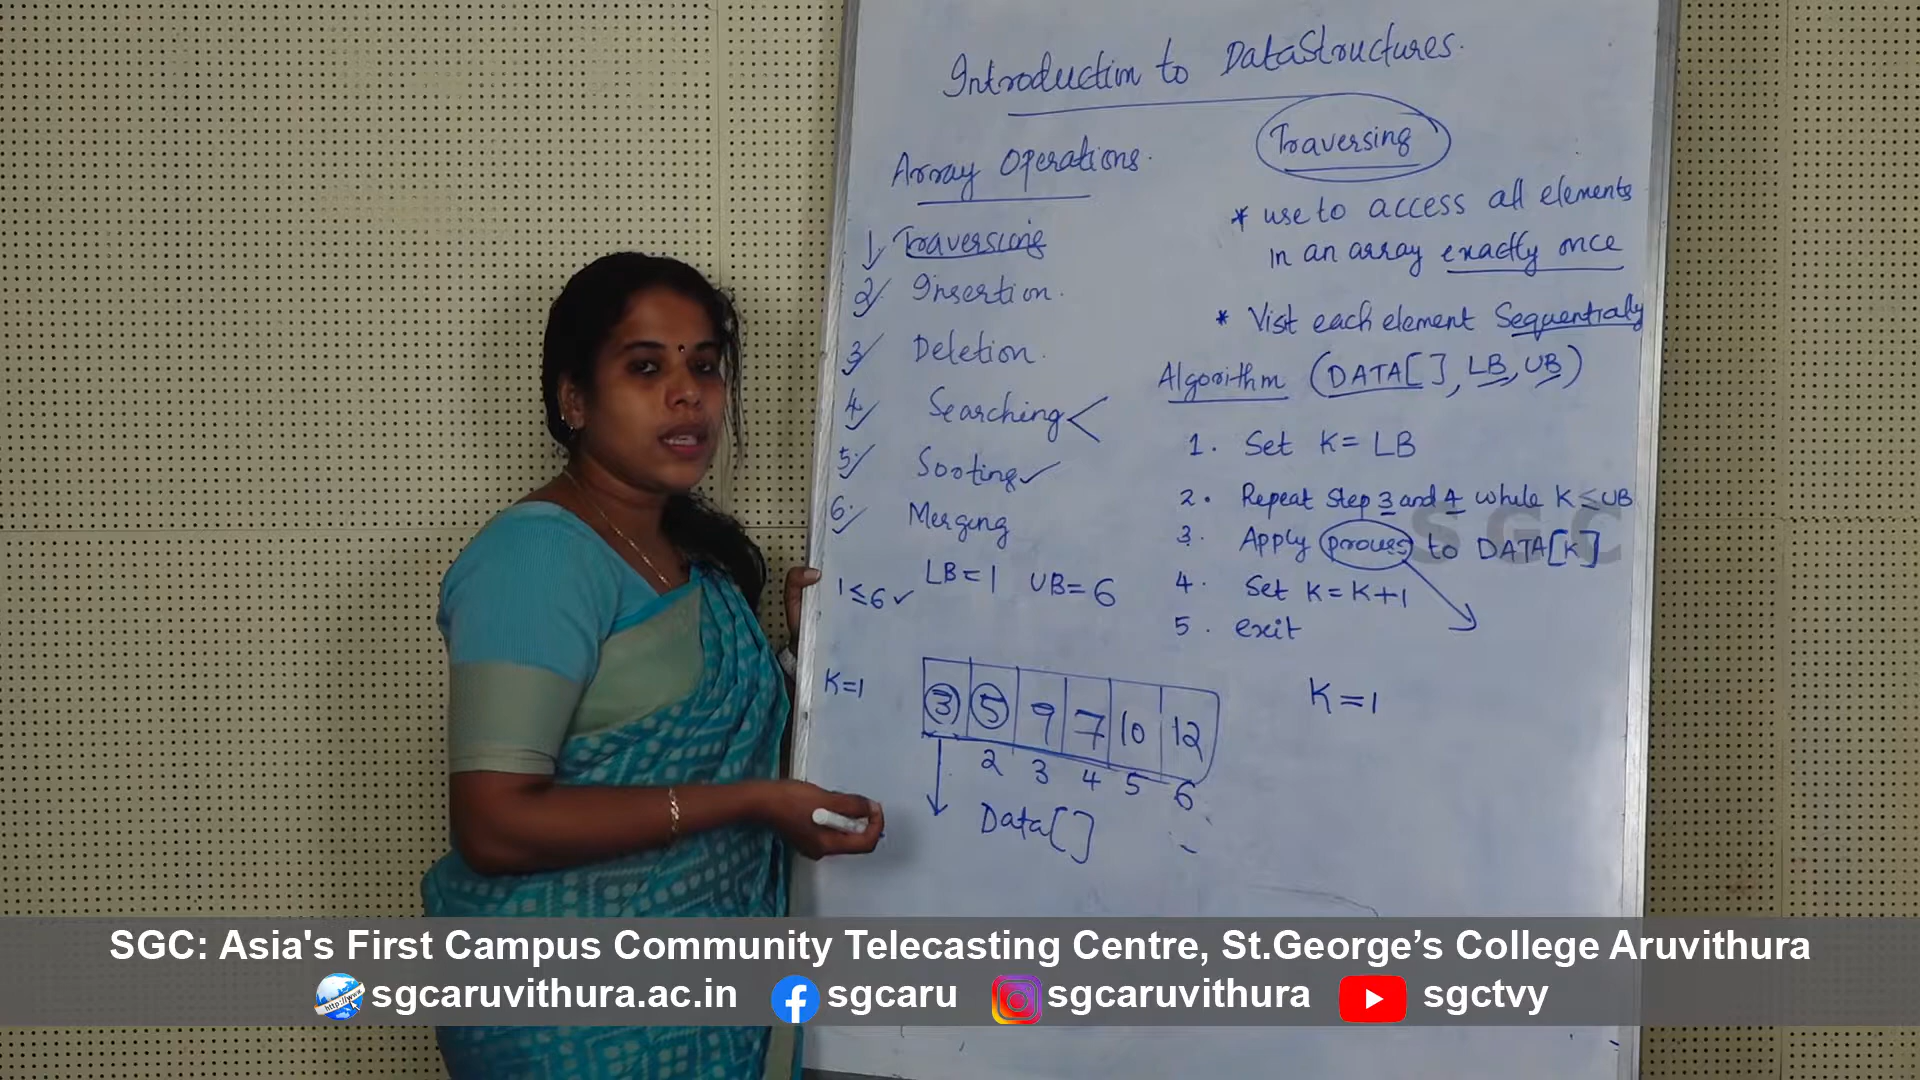 Introduction to DataStructures.
Array Operations.
1 Traversing
2 Insertion.
3 Deletion.
4 Searching
5 Sorting ✓
6 Merging
1≤6 ✓ LB=1 UB=6
K=1
3 5 9 7 10 12
2 3 4 5 6
Data[]
Traversing
* use to access all elements
in an array exactly once
* Vist each element Sequentially
Algorithm (DATA[], LB, UB)
1. Set K=LB
2. Repeat Step 3 and 4 while K≤UB
3. Apply process to DATA[K]
4. Set K=K+1
5. exit
K=1
SGC
SGC: Asia's First Campus Community Telecasting Centre, St.George’s College Aruvithura
http://www
sgcaruvithura.ac.in sgcaru sgcaruvithura sgctvy